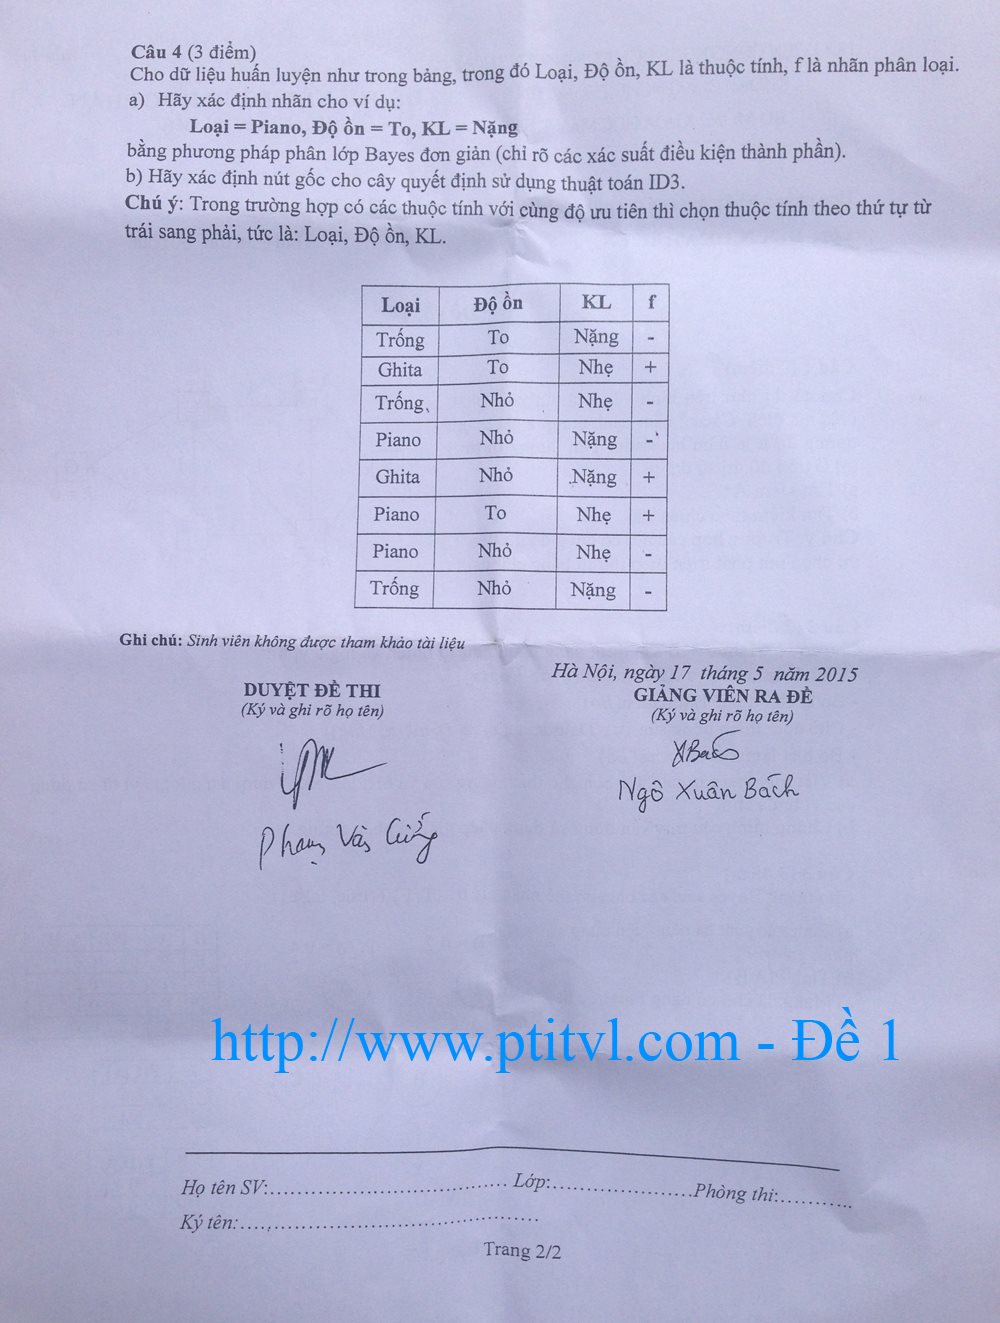 Câu 4 (3 điểm)
Cho dữ liệu huấn luyện như trong bảng, trong đó Loại, Độ ồn, KL là thuộc tính, f là nhãn phân loại.
a) Hãy xác định nhãn cho ví dụ:
Loại = Piano, Độ ồn = To, KL = Nặng
bằng phương pháp phân lớp Bayes đơn giản (chỉ rõ các xác suất điều kiện thành phần).
b) Hãy xác định nút gốc cho cây quyết định sử dụng thuật toán ID3.
Chú ý: Trong trường hợp có các thuộc tính với cùng độ ưu tiên thì chọn thuộc tính theo thứ tự từ
trái sang phải, tức là: Loại, Độ ồn, KL.
Loại Độ ồn KL f
Trống To Nặng -
Ghita To Nhẹ +
Trống Nhỏ Nhẹ -
Piano Nhỏ Nặng -
Ghita Nhỏ Nặng +
Piano To Nhẹ +
Piano Nhỏ Nhẹ -
Trống Nhỏ Nặng -
Ghi chú: Sinh viên không được tham khảo tài liệu
Hà Nội, ngày 17 tháng 5 năm 2015
DUYỆT ĐỀ THI
GIẢNG VIÊN RA ĐỀ
(Ký và ghi rõ họ tên)
(Ký và ghi rõ họ tên)
Ngô Xuân Bách
Phạm Văn Cường
http://www.ptitvl.com - Đề 1
Họ tên SV:.................................... Lớp:......................Phòng thi:...........
Ký tên:............................................
Trang 2/2